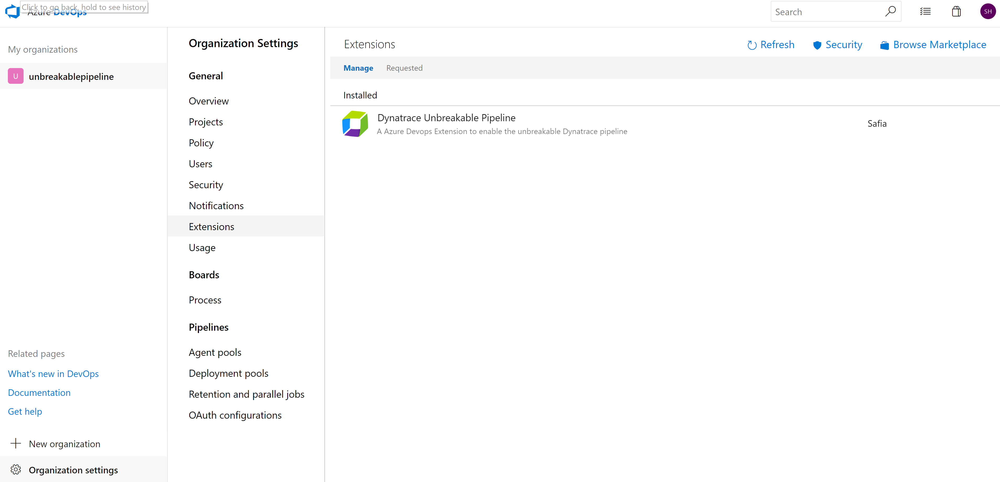 Click to go back, hold to see history
Azure DevOps
Search
SH
My organizations
U
unbreakablepipeline
Related pages
What's new in DevOps
Documentation
Get help
New organization
Organization settings
Organization Settings
General
Overview
Projects
Policy
Users
Security
Notifications
Extensions
Usage
Boards
Process
Pipelines
Agent pools
Deployment pools
Retention and parallel jobs
OAuth configurations
Extensions
Refresh
Security
Browse Marketplace
Manage
Requested
Installed
Dynatrace Unbreakable Pipeline
A Azure Devops Extension to enable the unbreakable Dynatrace pipeline
Safia